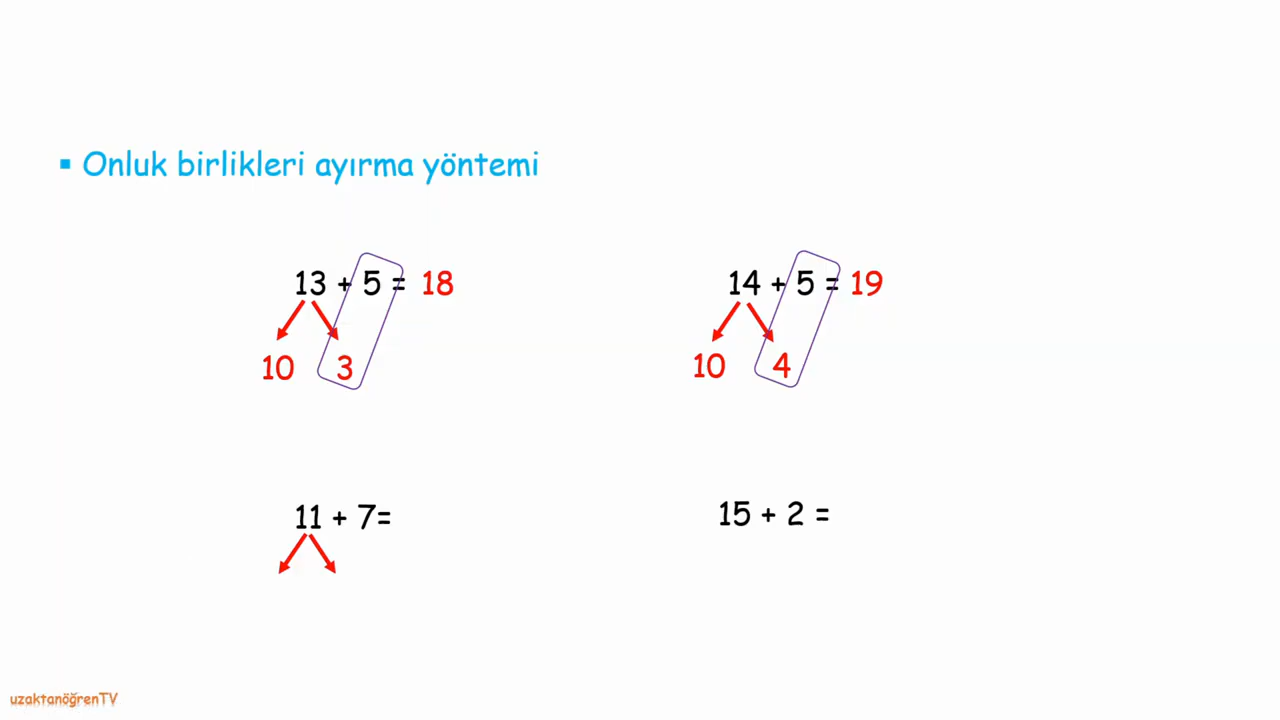 ▪ Onluk birlikleri ayırma yöntemi
13 + 5 = 18
10 3
14 + 5 = 19
10 4
11 + 7=
15 + 2 =
uzaktanöğrenTV